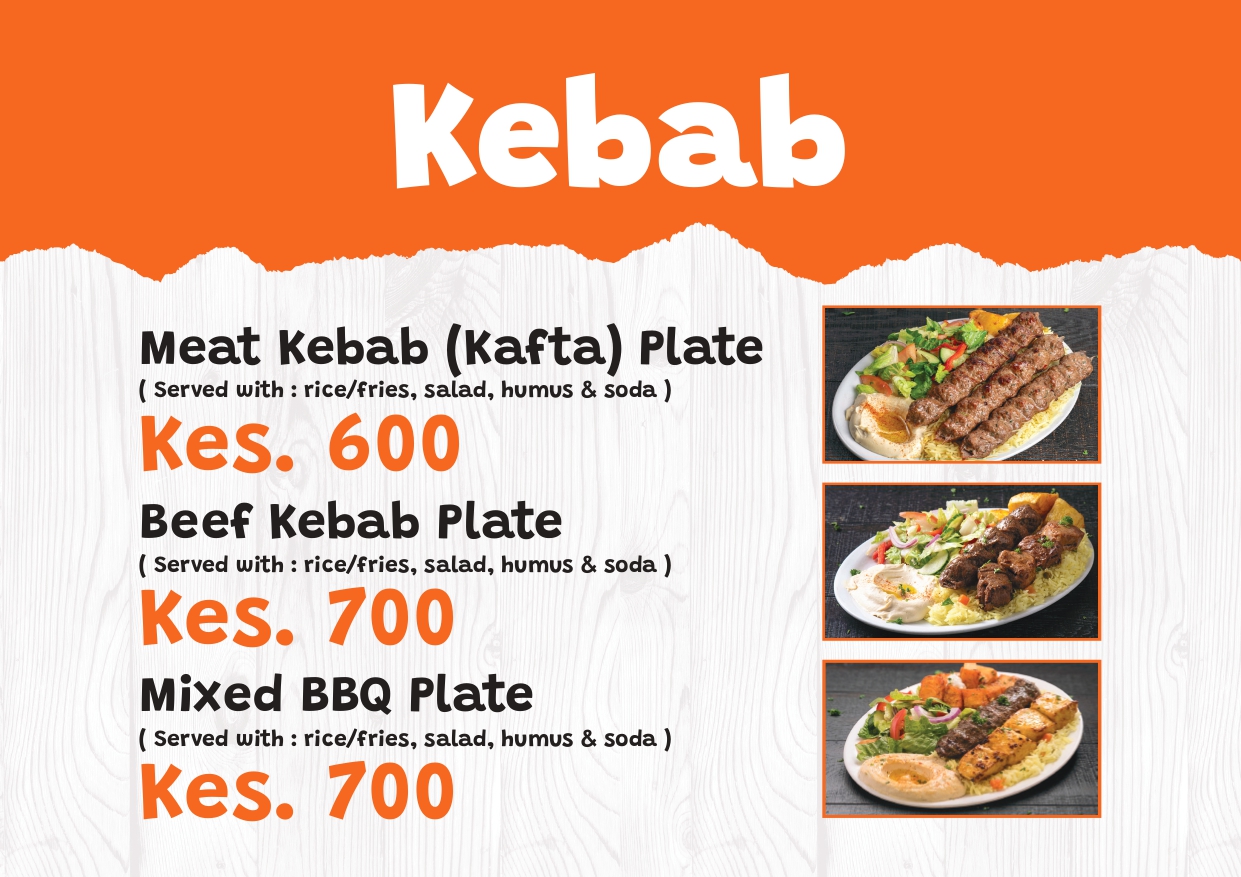 Kebab
Meat Kebab (Kafta) Plate
( Served with : rice/fries, salad, humus & soda )
Kes. 600
Beef Kebab Plate
( Served with : rice/fries, salad, humus & soda )
Kes. 700
Mixed BBQ Plate
( Served with : rice/fries, salad, humus & soda )
Kes. 700